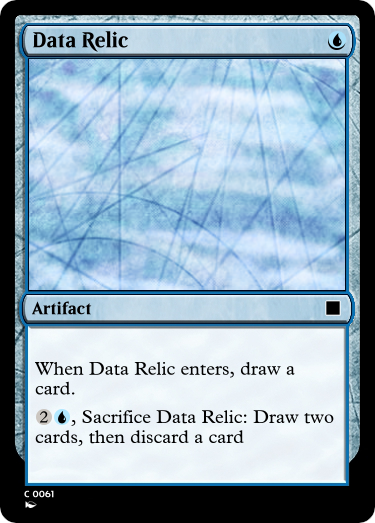 Data Relic
Artifact
When Data Relic enters, draw a
card.
2, Sacrifice Data Relic: Draw two
cards, then discard a card
C 0061